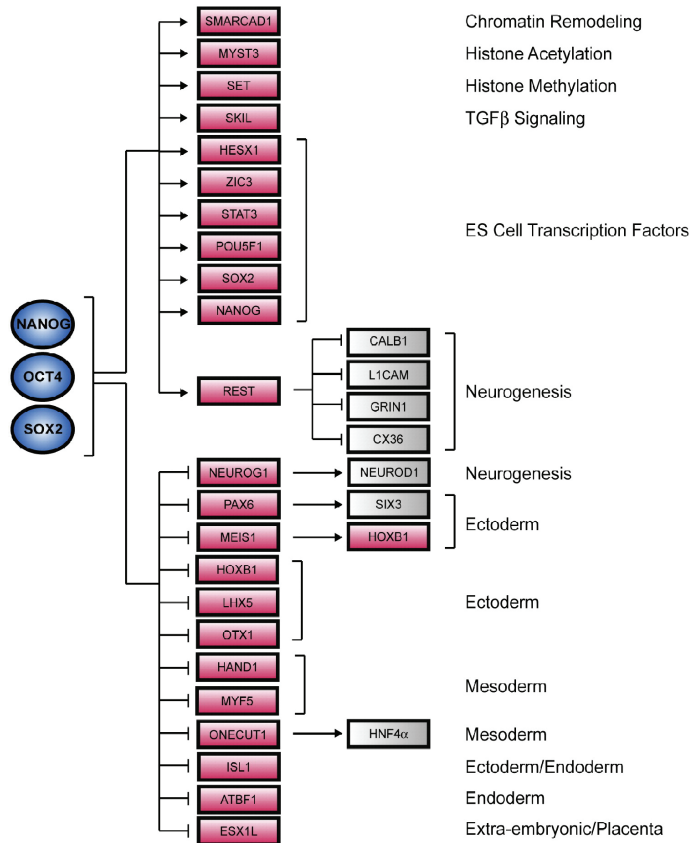 SMARCAD1 Chromatin Remodeling
MYST3 Histone Acetylation
SET Histone Methylation
SKIL TGFβ Signaling
HESX1
ZIC3
STAT3
ES Cell Transcription Factors
POU5F1
SOX2
NANOG
NANOG
OCT4
SOX2
CALB1
L1CAM
REST
Neurogenesis
GRIN1
CX36
NEUROG1 NEUROD1 Neurogenesis
PAX6 SIX3
Ectoderm
MEIS1 HOXB1
HOXB1
LHX5 Ectoderm
OTX1
HAND1
Mesoderm
MYF5
ONECUT1 HNF4α Mesoderm
ISL1 Ectoderm/Endoderm
ATBF1 Endoderm
ESX1L Extra-embryonic/Placenta